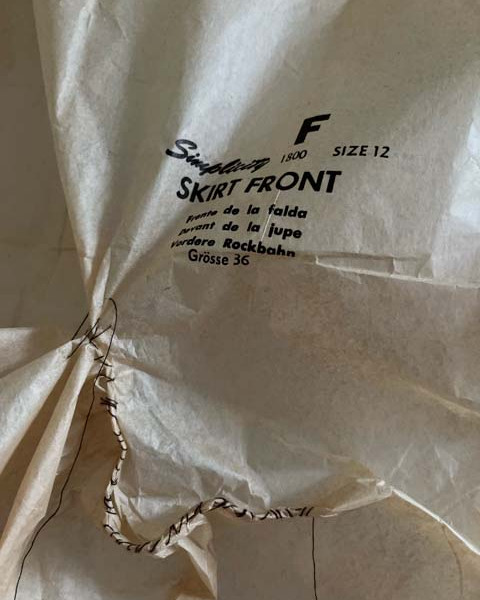 F
Simplicity 1800 SIZE 12
SKIRT FRONT
Frente de la falda
Devant de la jupe
Vordere Rockbahn
Grösse 36